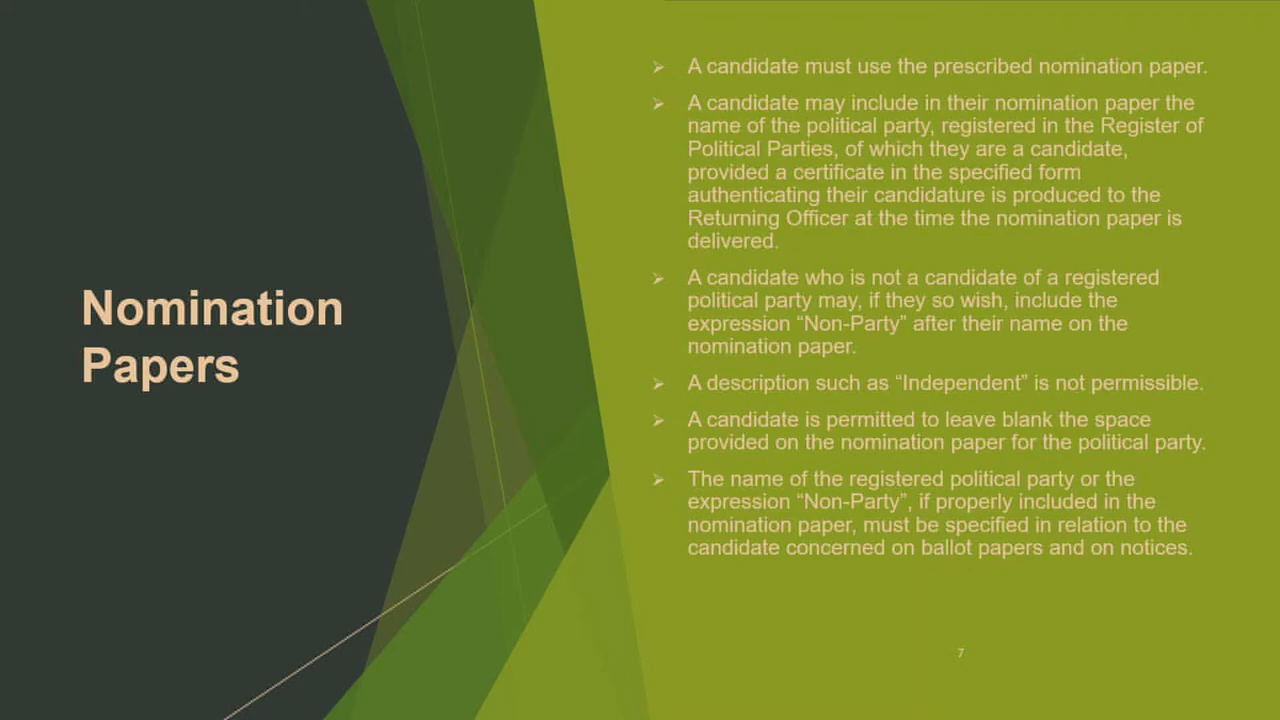 Nomination
Papers
A candidate must use the prescribed nomination paper.
A candidate may include in their nomination paper the
name of the political party, registered in the Register of
Political Parties, of which they are a candidate,
provided a certificate in the specified form
authenticating their candidature is produced to the
Returning Officer at the time the nomination paper is
delivered.
A candidate who is not a candidate of a registered
political party may, if they so wish, include the
expression “Non-Party” after their name on the
nomination paper.
A description such as “Independent” is not permissible.
A candidate is permitted to leave blank the space
provided on the nomination paper for the political party.
The name of the registered political party or the
expression “Non-Party”, if properly included in the
nomination paper, must be specified in relation to the
candidate concerned on ballot papers and on notices.
7